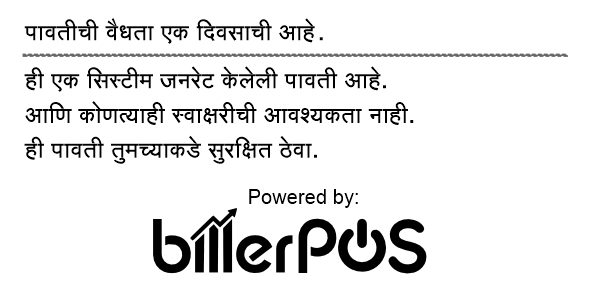 पावतीची वैधता एक दिवसाची आहे.
ही एक सिस्टीम जनरेट केलेली पावती आहे.
आणि कोणत्याही स्वाक्षरीची आवश्यकता नाही.
ही पावती तुमच्याकडे सुरक्षित ठेवा.
Powered by:
billerPOS